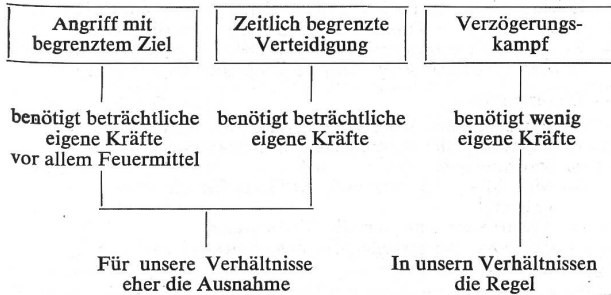 Angriff mit
begrenztem Ziel
Zeitlich begrenzte
Verteidigung
Verzögerungs-
kampf
benötigt beträchtliche
eigene Kräfte
vor allem Feuermittel
benötigt beträchtliche
eigene Kräfte
benötigt wenig
eigene Kräfte
Für unsere Verhältnisse
eher die Ausnahme
In unsern Verhältnissen
die Regel